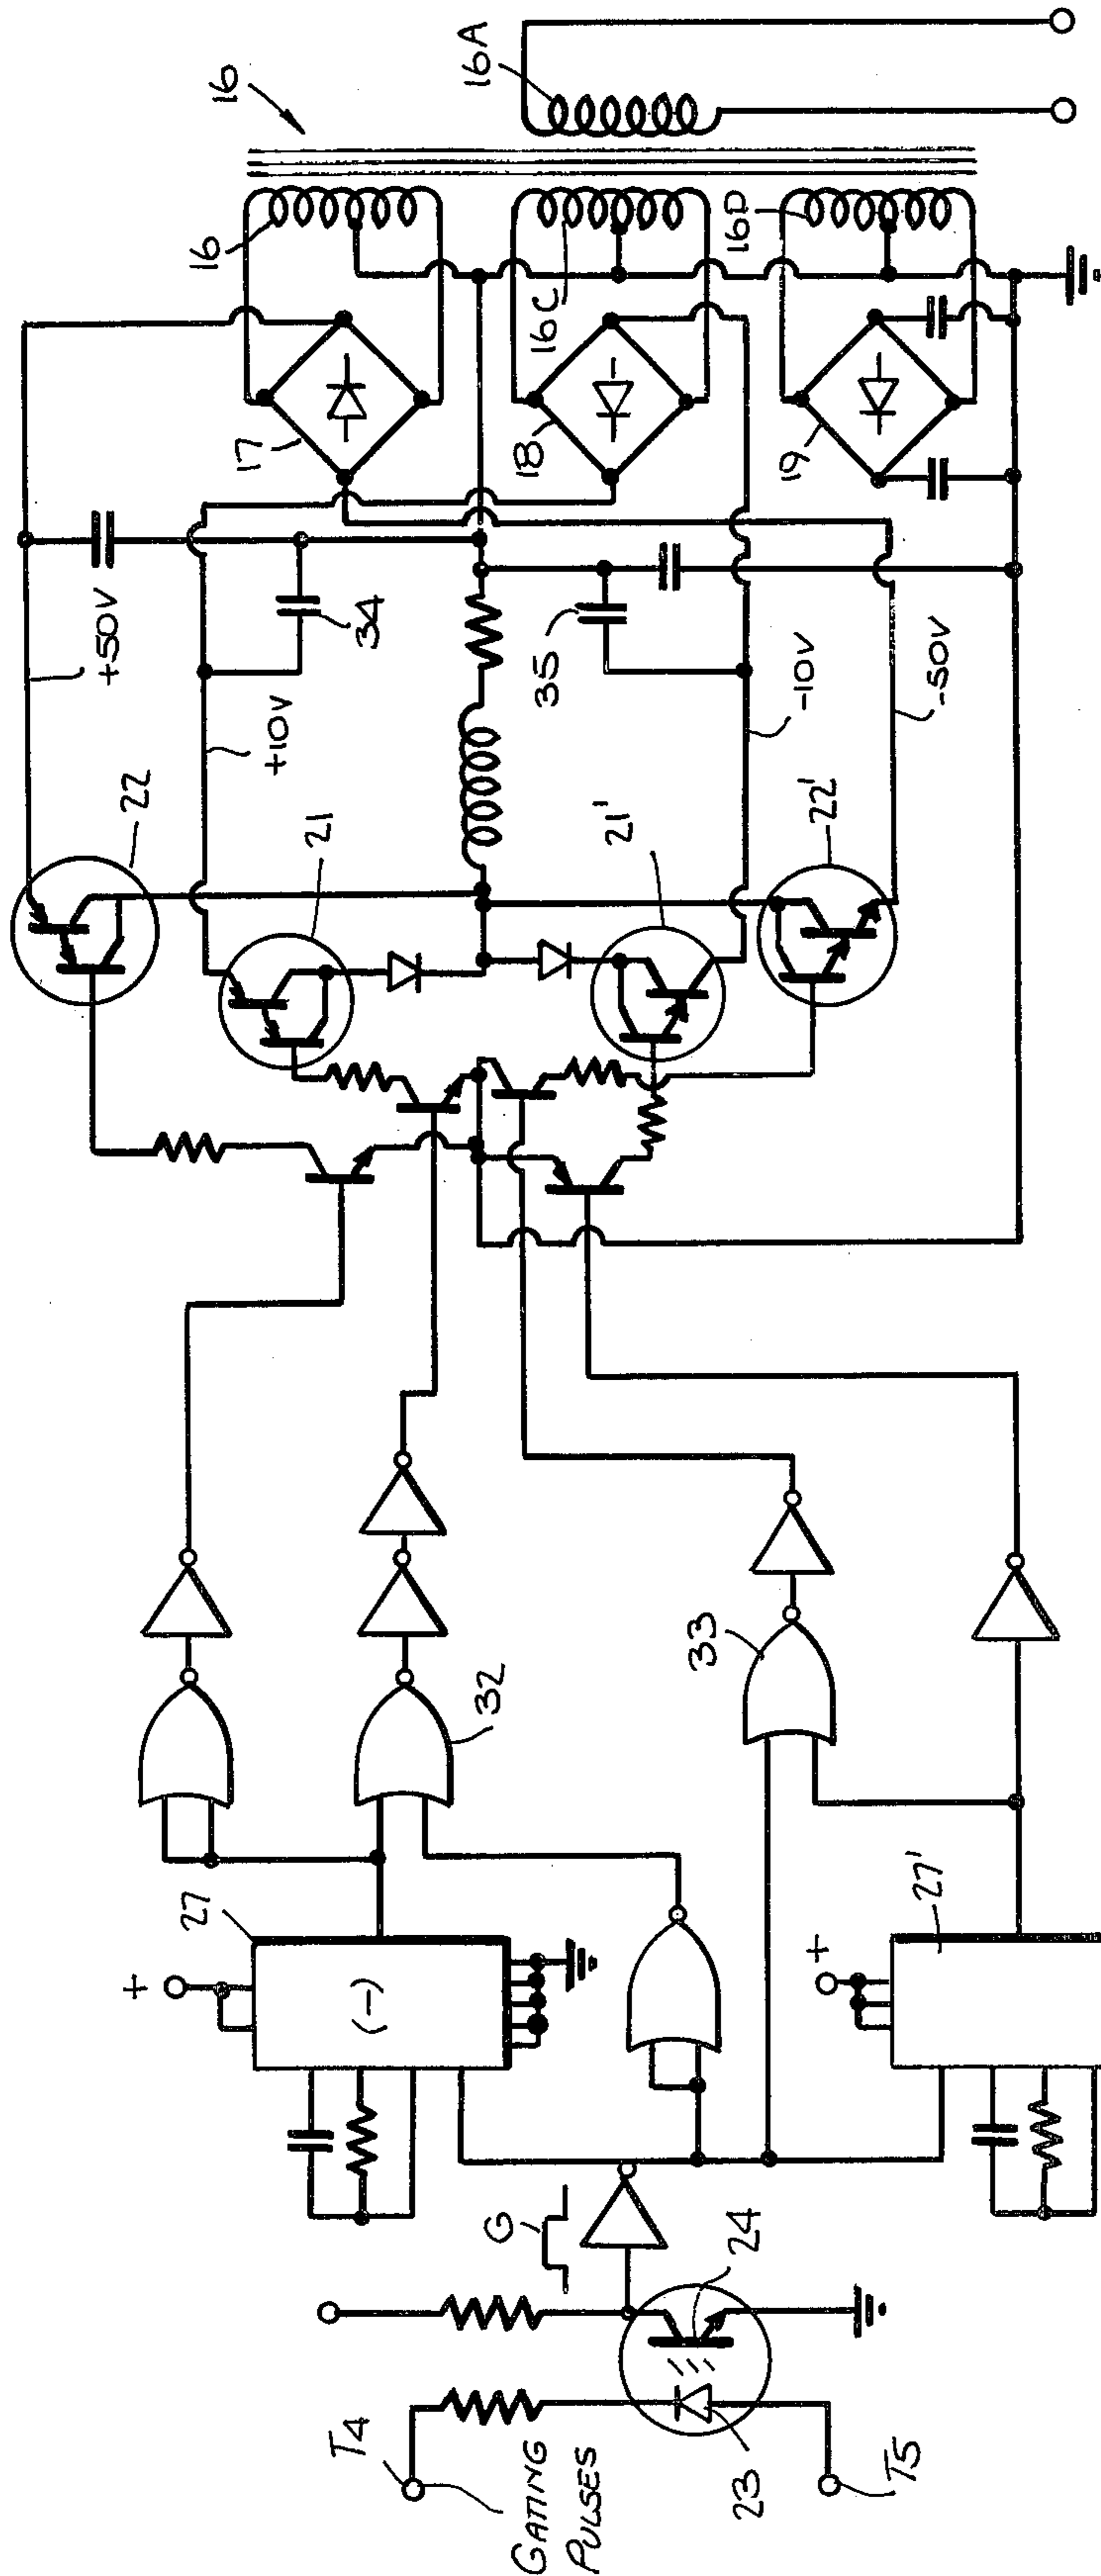 16
16A
16
16C
16D
17
18
19
+50V
34
+10V
35
-10V
-50V
22
21
21'
22'
32
33
27
(-)
+
27'
+
G
24
23
T4
T5
GATING
PULSES